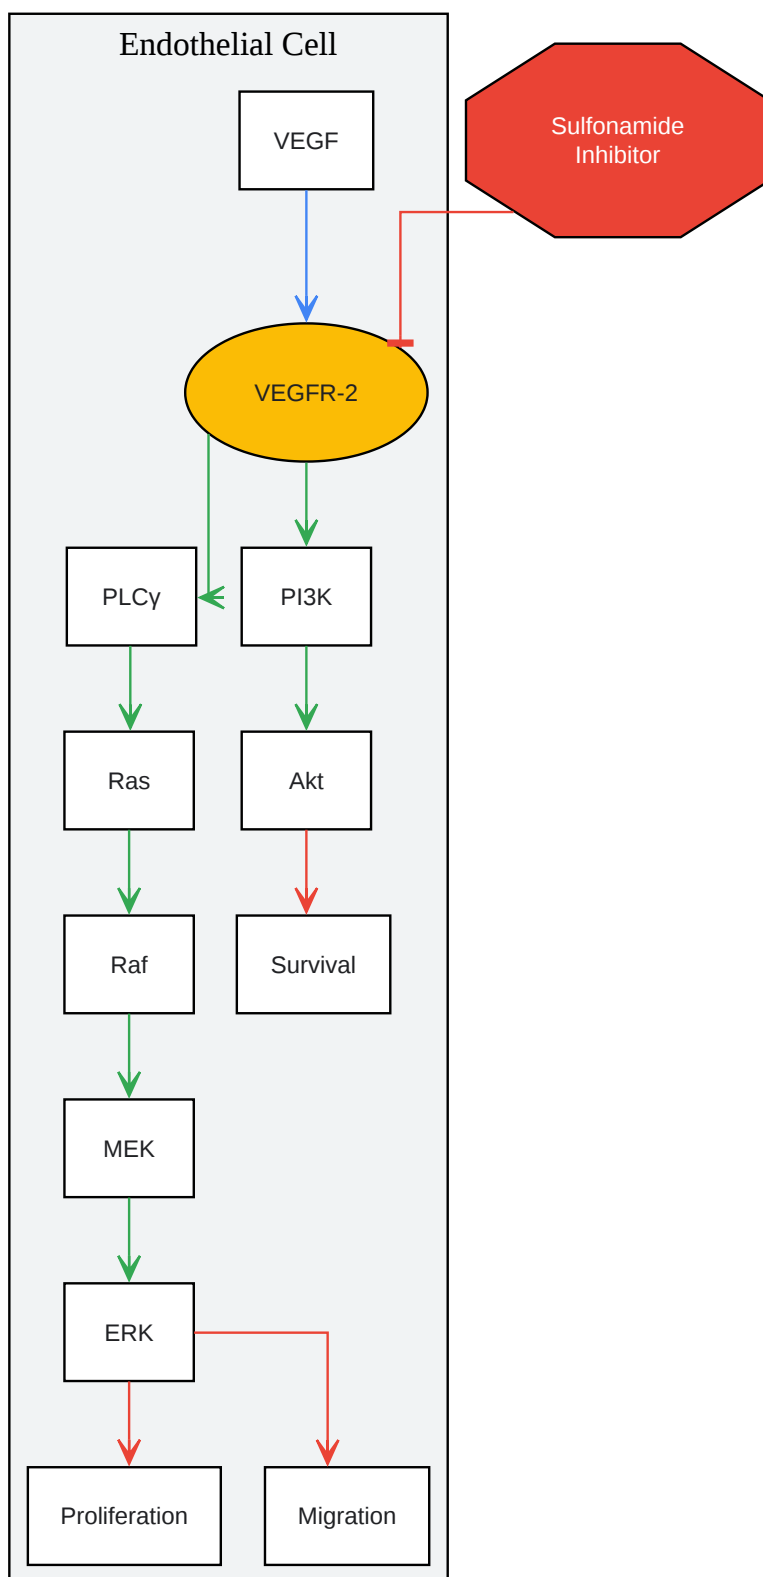 Endothelial Cell
VEGF
Sulfonamide
Inhibitor
VEGFR-2
PLCγ
PI3K
Ras
Akt
Raf
Survival
MEK
ERK
Proliferation
Migration